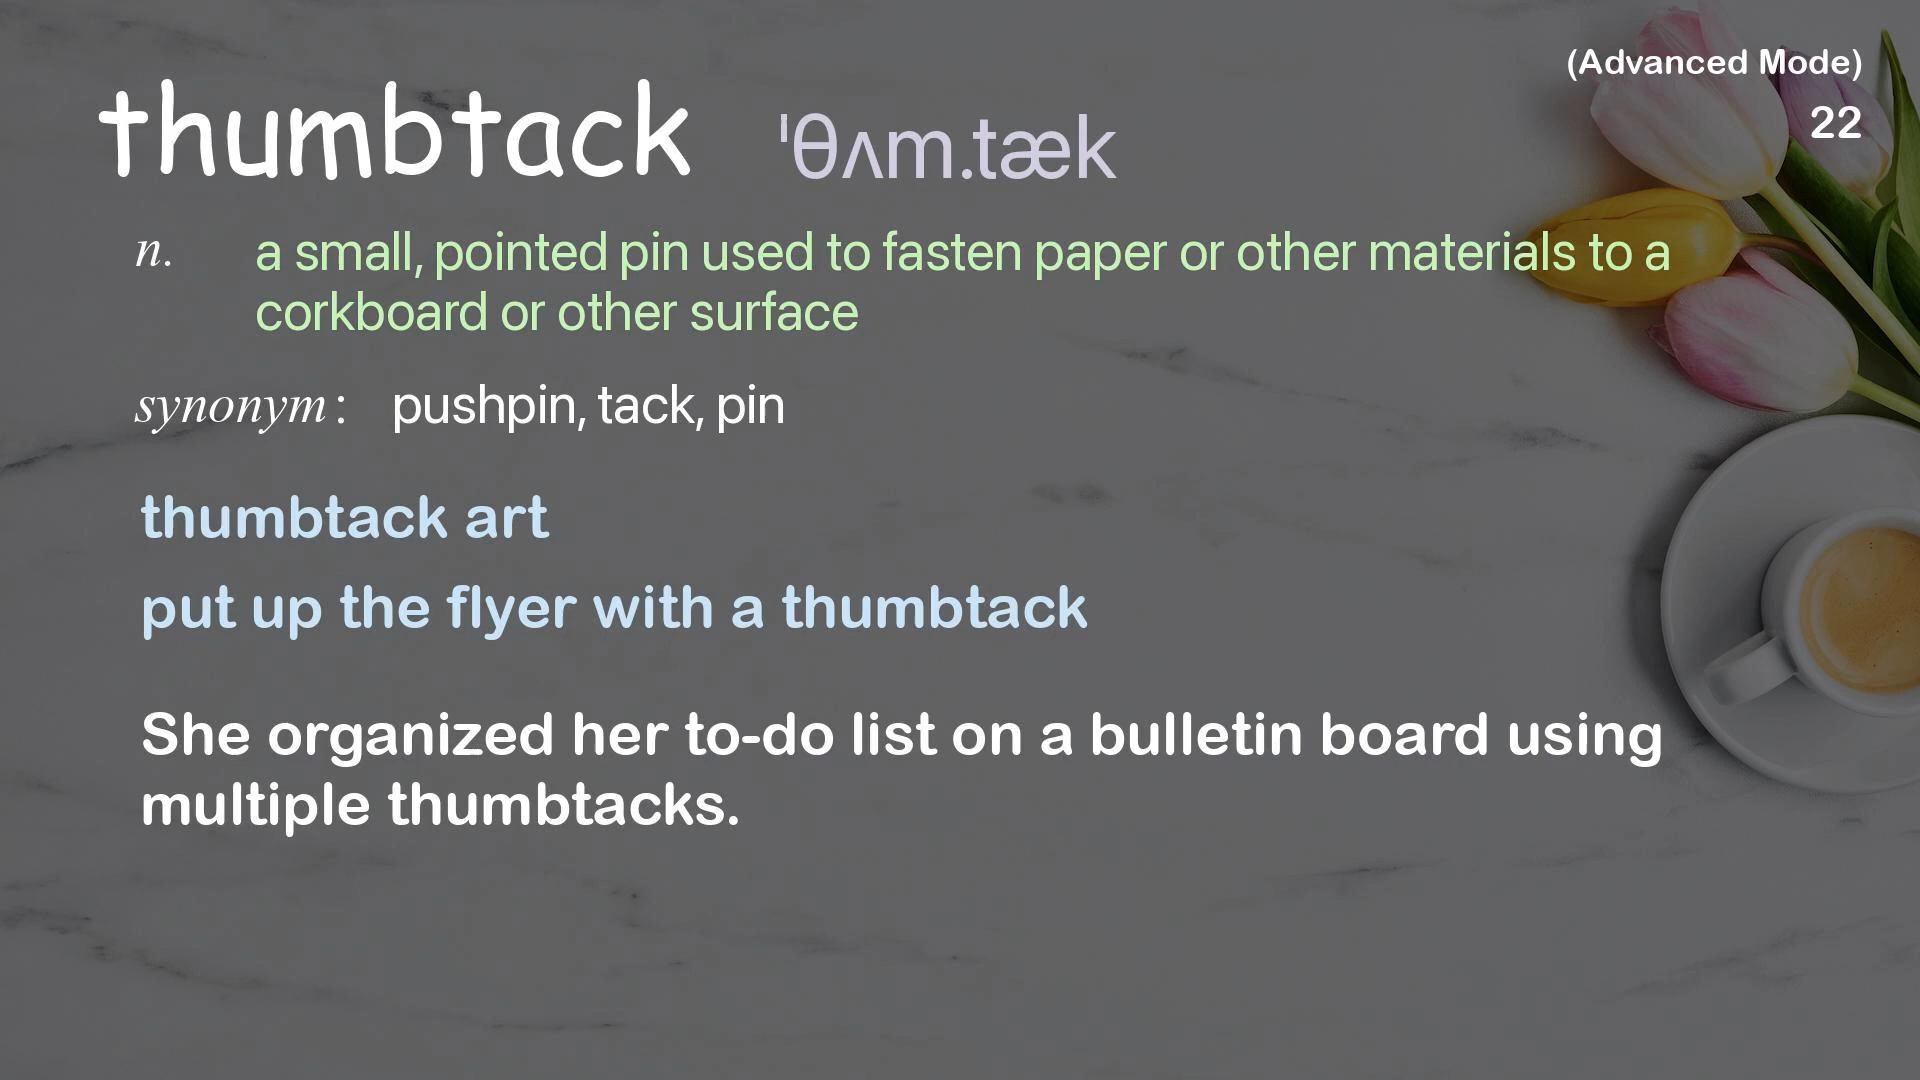 (Advanced Mode)
22
thumbtack ˈθʌm.tæk
n. a small, pointed pin used to fasten paper or other materials to a
corkboard or other surface
synonym: pushpin, tack, pin
thumbtack art
put up the flyer with a thumbtack
She organized her to-do list on a bulletin board using
multiple thumbtacks.